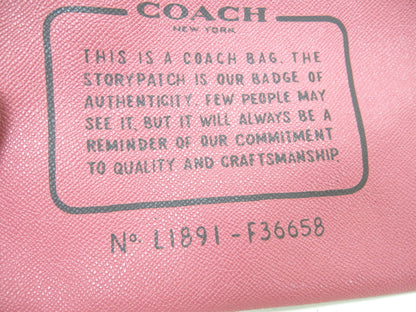 COACH
NEW YORK
THIS IS A COACH BAG. THE
STORYPATCH IS OUR BADGE OF
AUTHENTICITY. FEW PEOPLE MAY
SEE IT, BUT IT WILL ALWAYS BE A
REMINDER OF OUR COMMITMENT
TO QUALITY AND CRAFTSMANSHIP.
No. L1891-F36658